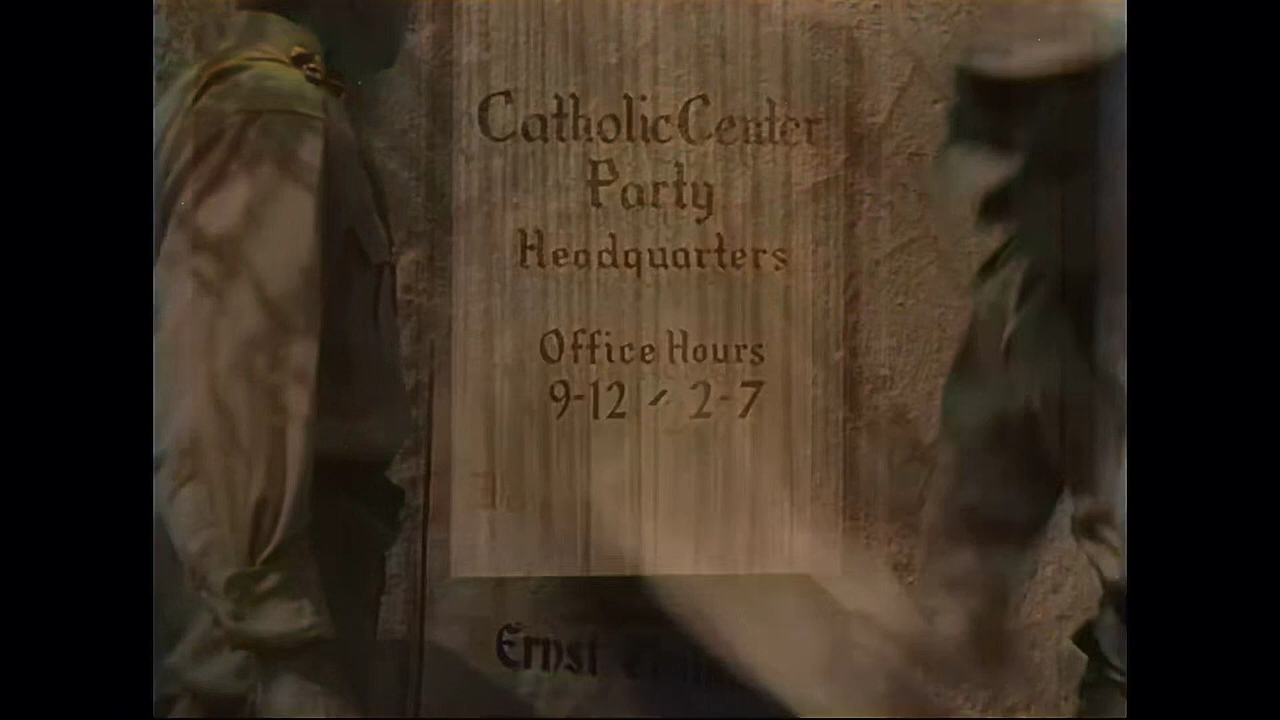 Catholic Center
Party
Headquarters
Office Hours
9-12 / 2-7
Ernst